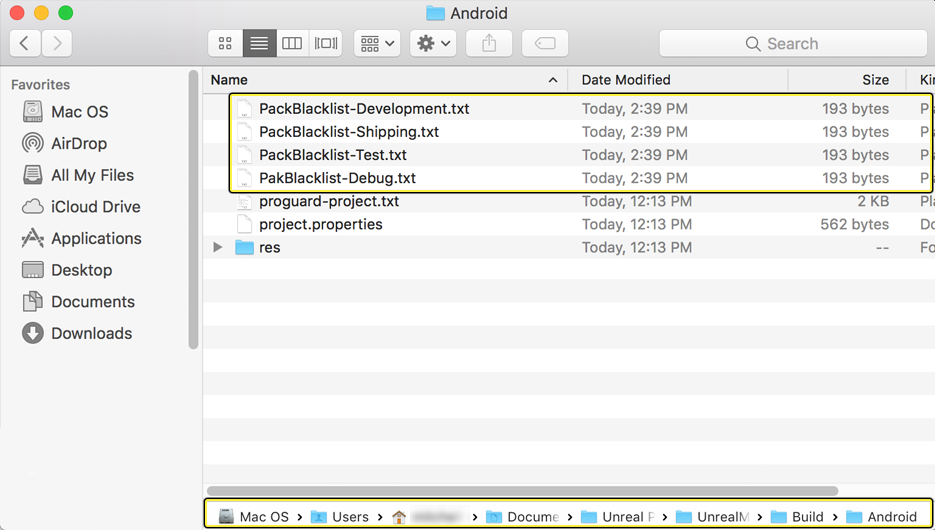 Android
Search
Favorites
Mac OS
AirDrop
All My Files
iCloud Drive
Applications
Desktop
Documents
Downloads
Name Date Modified Size Kin
PackBlacklist-Development.txt Today, 2:39 PM 193 bytes
PackBlacklist-Shipping.txt Today, 2:39 PM 193 bytes
PackBlacklist-Test.txt Today, 2:39 PM 193 bytes
PakBlacklist-Debug.txt Today, 2:39 PM 193 bytes
proguard-project.txt Today, 12:13 PM 2 KB Pla
project.properties Today, 12:13 PM 562 bytes Do
res Today, 12:13 PM -- Fo
Mac OS Users Docume Unreal P UnrealM Build Android